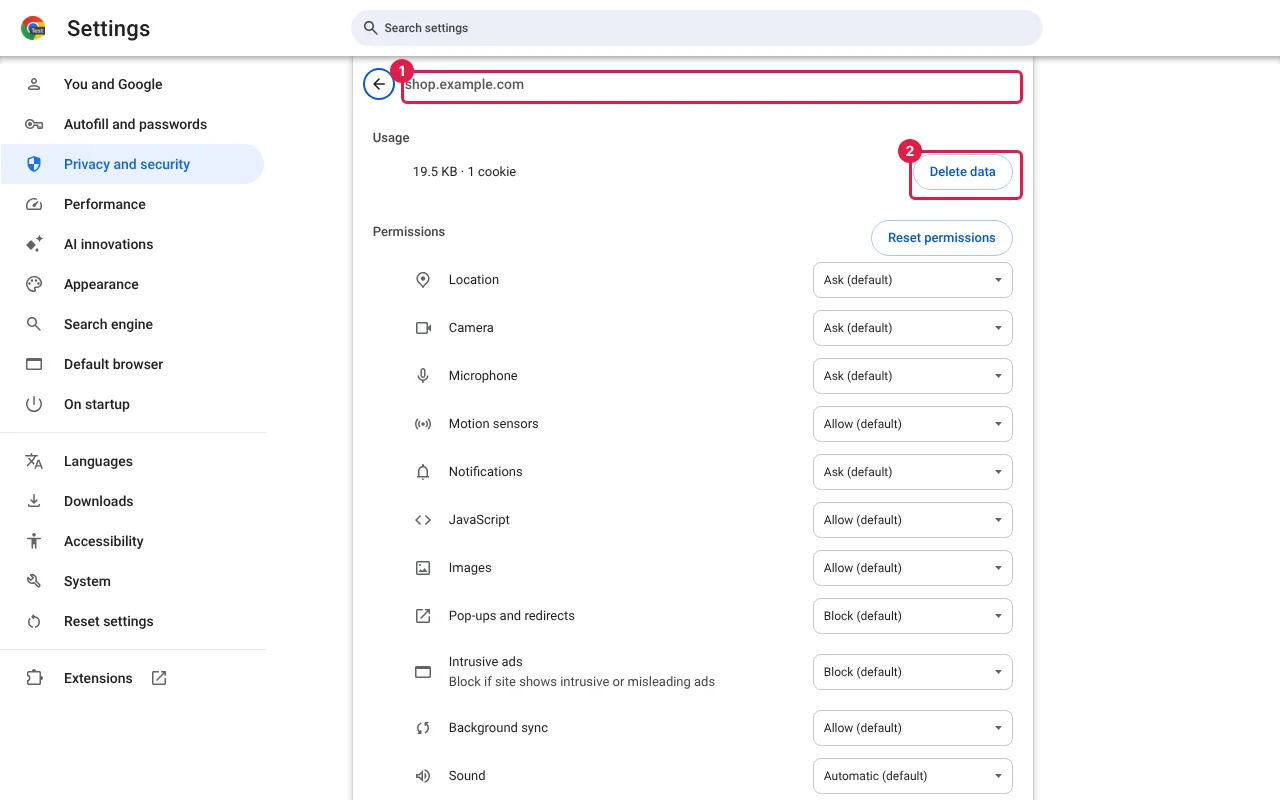 Test
Settings
Search settings
You and Google
Autofill and passwords
Privacy and security
Performance
AI innovations
Appearance
Search engine
Default browser
On startup
Languages
Downloads
Accessibility
System
Reset settings
Extensions
1
shop.example.com
Usage
2
19.5 KB · 1 cookie
Delete data
Permissions
Reset permissions
Location
Ask (default)
Camera
Ask (default)
Microphone
Ask (default)
Motion sensors
Allow (default)
Notifications
Ask (default)
JavaScript
Allow (default)
Images
Allow (default)
Pop-ups and redirects
Block (default)
Intrusive ads
Block if site shows intrusive or misleading ads
Block (default)
Background sync
Allow (default)
Sound
Automatic (default)